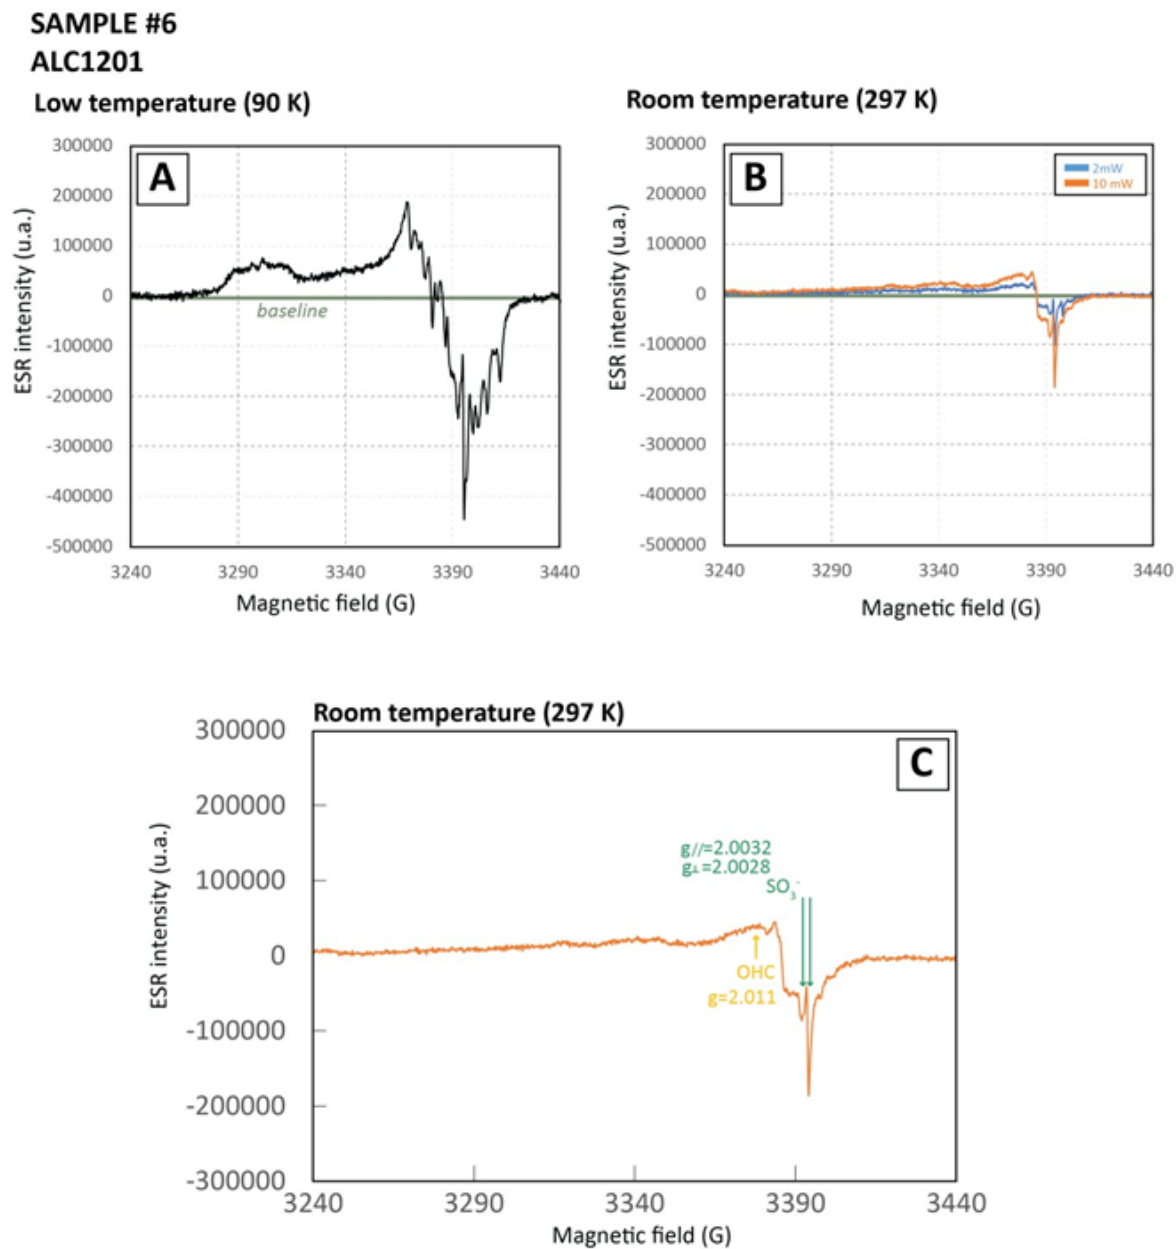 SAMPLE #6
ALC1201
Low temperature (90 K)
Room temperature (297 K)
A
B
2mW
10 mW
ESR intensity (u.a.)
300000
200000
100000
0
-100000
-200000
-300000
-400000
-500000
baseline
3240
3290
3340
3390
3440
Magnetic field (G)
ESR intensity (u.a.)
300000
200000
100000
0
-100000
-200000
-300000
-400000
-500000
3240
3290
3340
3390
3440
Magnetic field (G)
Room temperature (297 K)
C
ESR intensity (u.a.)
300000
200000
100000
0
-100000
-200000
-300000
g//=2.0032
g⊥=2.0028
SO₃⁻
OHC
g=2.011
3240
3290
3340
3390
3440
Magnetic field (G)